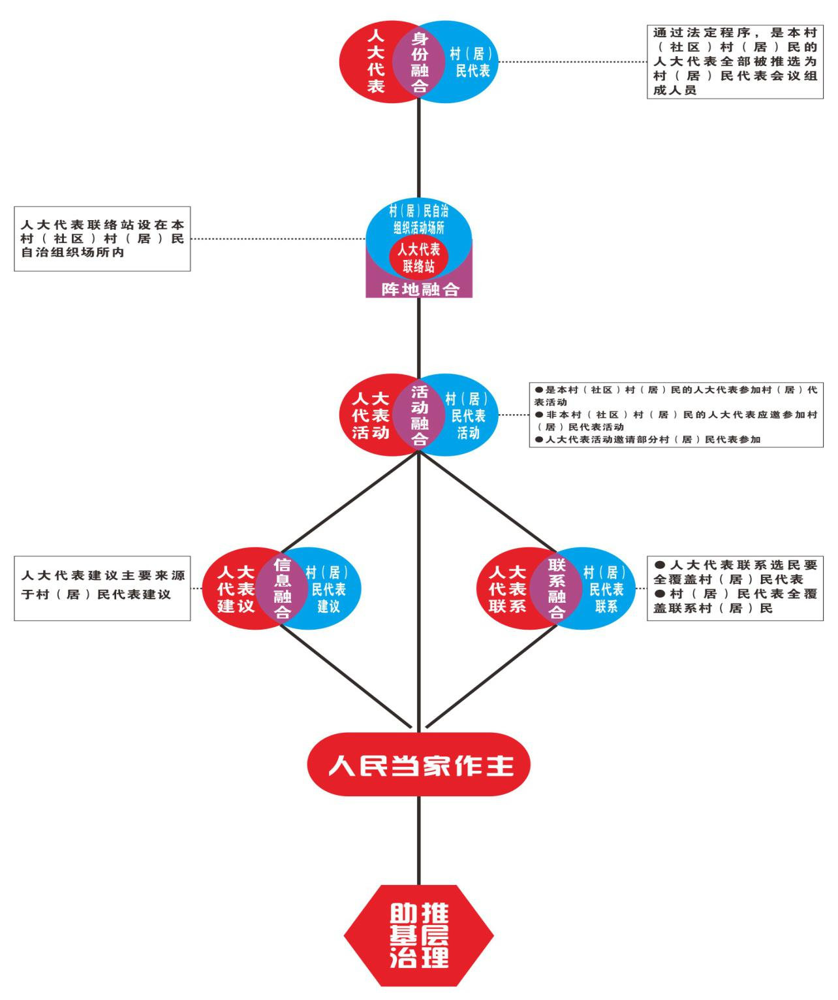 人大代表
身份融合
村（居）
民代表
通过法定程序，是本村
（社区）村（居）民的
人大代表全部被推选为
村（居）民代表会议组
成人员
人大代表联络站设在本
村（社区）村（居）民
自治组织场所内
村（居）民自治
组织活动场所
人大代表
联络站
阵地融合
人大
代表
活动
活动融合
村（居）
民代表
活动
●是本村（社区）村（居）民的人大代表参加村（居）代
表活动
●非本村（社区）村（居）民的人大代表应邀参加村
（居）民代表活动
●人大代表活动邀请部分村（居）民代表参加
人大代表建议主要来源
于村（居）民代表建议
人大
代表
建议
信息融合
村（居）
民代表
建议
人大
代表
联系
联系融合
村（居）
民代表
联系
●人大代表联系选民要
全覆盖村（居）民代表
●村（居）民代表全覆
盖联系村（居）民
人民当家作主
助推
基层
治理